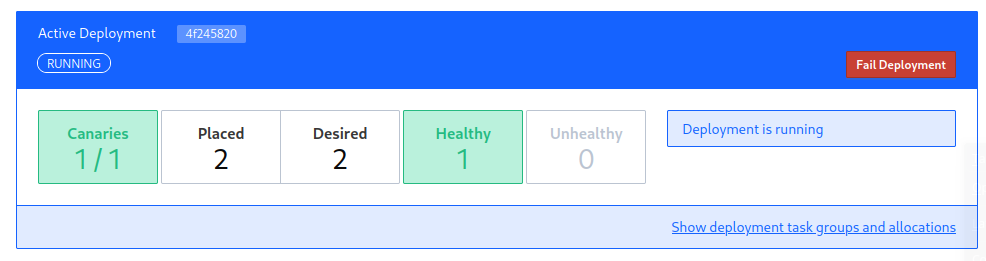 Active Deployment 4f245820
RUNNING
Fail Deployment
Canaries
1 / 1
Placed
2
Desired
2
Healthy
1
Unhealthy
0
Deployment is running
Show deployment task groups and allocations